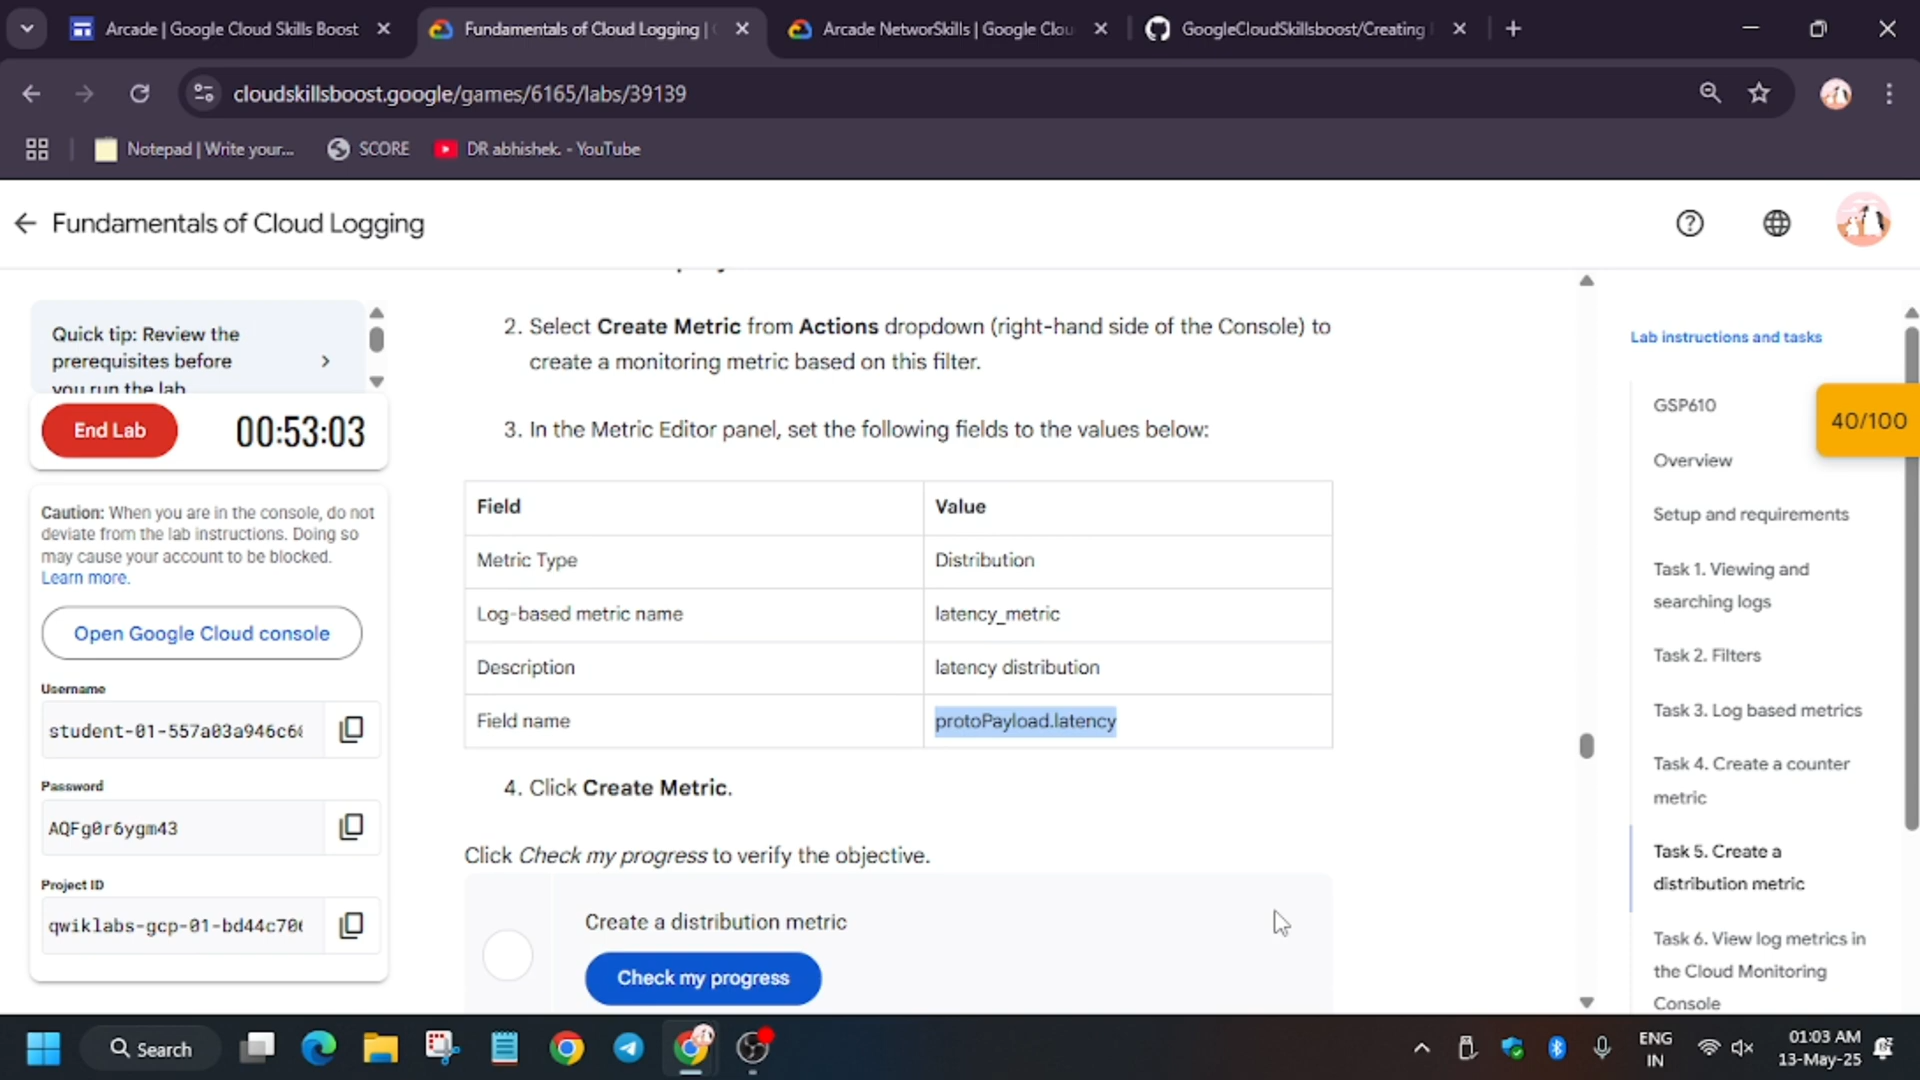 Arcade | Google Cloud Skills Boost
Fundamentals of Cloud Logging |
Arcade NetworSkills | Google Clou
GoogleCloudSkillsboost/Creating
cloudskillsboost.google/games/6165/labs/39139
Notepad | Write your...
SCORE
DR abhishek. - YouTube
Fundamentals of Cloud Logging
Quick tip: Review the
prerequisites before
you run the lab
End Lab
00:53:03
Caution: When you are in the console, do not
deviate from the lab instructions. Doing so
may cause your account to be blocked.
Learn more.
Open Google Cloud console
Username
student-01-557a03a946c6
Password
AQFg0r6ygm43
Project ID
qwiklabs-gcp-01-bd44c70
2. Select Create Metric from Actions dropdown (right-hand side of the Console) to
create a monitoring metric based on this filter.
3. In the Metric Editor panel, set the following fields to the values below:
Field Value
Metric Type Distribution
Log-based metric name latency_metric
Description latency distribution
Field name protoPayload.latency
4. Click Create Metric.
Click Check my progress to verify the objective.
Create a distribution metric
Check my progress
Lab instructions and tasks
GSP610
40/100
Overview
Setup and requirements
Task 1. Viewing and
searching logs
Task 2. Filters
Task 3. Log based metrics
Task 4. Create a counter
metric
Task 5. Create a
distribution metric
Task 6. View log metrics in
the Cloud Monitoring
Console
Search
ENG
IN
01:03 AM
13-May-25